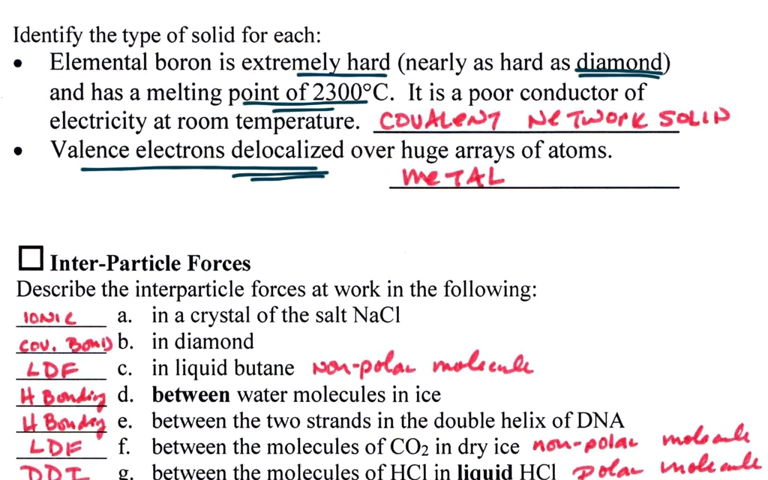 Identify the type of solid for each:
• Elemental boron is extremely hard (nearly as hard as diamond)
and has a melting point of 2300°C. It is a poor conductor of
electricity at room temperature. COVALENT NETWORK SOLID
• Valence electrons delocalized over huge arrays of atoms.
METAL
☐ Inter-Particle Forces
Describe the interparticle forces at work in the following:
IONIC a. in a crystal of the salt NaCl
COV. BOND b. in diamond
LDF c. in liquid butane Non-polar molecule
H Bonding d. between water molecules in ice
H Bonding e. between the two strands in the double helix of DNA
LDF f. between the molecules of CO₂ in dry ice non-polar molecule
DDI g. between the molecules of HCl in liquid HCl polar molecule